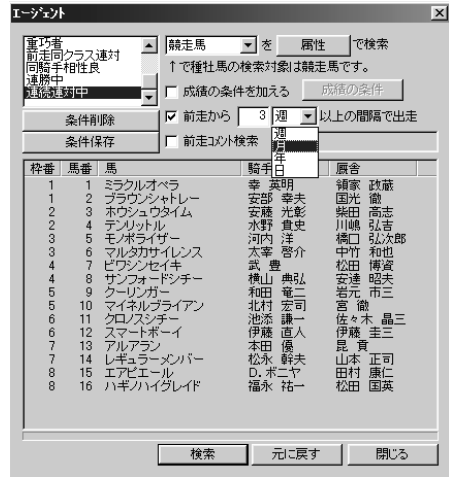 エージェント
重巧者
前走同クラス連対
同騎手相性良
連勝中
連続連対中
競走馬 を 属性 で検索
↑で種牡馬の検索対象は競走馬です。
成績の条件を加える 成績の条件
条件削除
前走から 3 週 以上の間隔で出走
週
月
年
日
条件保存
前走コメント検索
枠番 馬番 馬 騎手 厩舎
1 1 ミラクルオペラ 幸 英明 領家 政蔵
1 2 ブラウンシャトレー 安部 幸夫 国光 徹
2 3 ホウシュウタイム 安藤 光彰 柴田 高志
2 4 テンリットル 水野 貴史 川嶋 弘吉
3 5 モノポライザー 河内 洋 橋口 弘次郎
3 6 マルカサイレンス 太宰 啓介 中竹 和也
4 7 ビワシンセイキ 武 豊 松田 博資
4 8 サンフォードシチー 横山 典弘 安達 昭夫
5 9 クーリンガー 和田 竜二 岩元 市三
5 10 マイネルブライアン 北村 宏司 宮 徹
6 11 クロノスシチー 池添 謙一 佐々木 晶三
6 12 スマートボーイ 伊藤 直人 伊藤 圭三
7 13 アルアラン 本田 優 昆 貢
7 14 レギュラーメンバー 松永 幹夫 山本 正司
8 15 エアピエール D.ボニヤ 田村 康仁
8 16 ハギノハイグレイド 福永 祐一 松田 国英
検索 元に戻す 閉じる